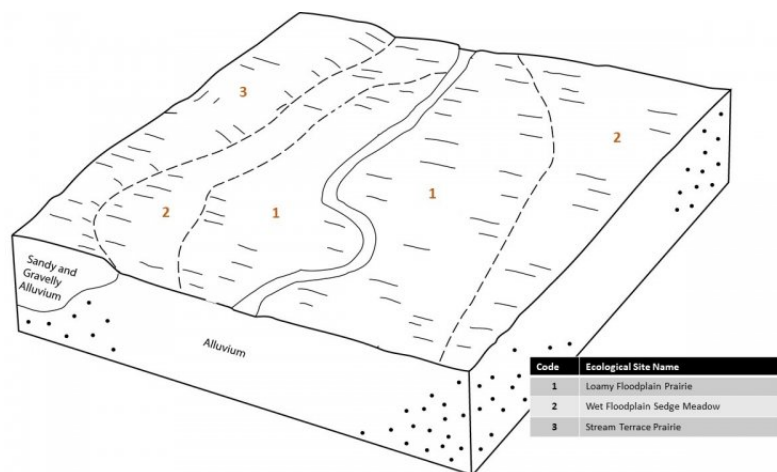 3
2
2
1
1
Sandy and
Gravelly
Alluvium
Alluvium
Code Ecological Site Name
1 Loamy Floodplain Prairie
2 Wet Floodplain Sedge Meadow
3 Stream Terrace Prairie